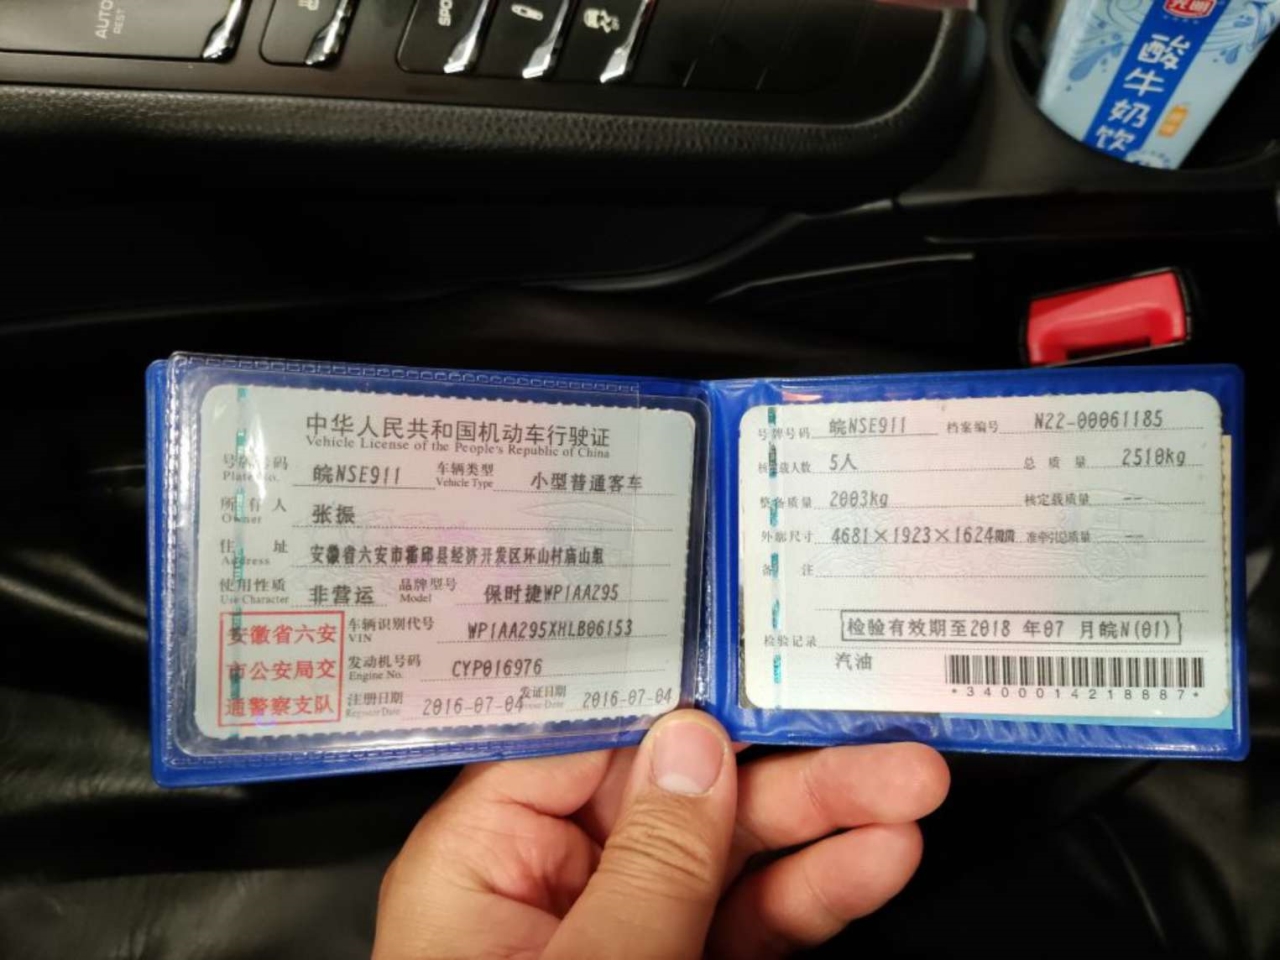 AUTO
REST
SPO
光明
酸牛奶饮
中华人民共和国机动车行驶证
Vehicle License of the People's Republic of China
号牌号码 皖NSE911 车辆类型 小型普通客车
Plate No. Vehicle Type
所有人 张振
Owner
住址 安徽省六安市霍邱县经济开发区环山村庙山组
Address
使用性质 非营运 品牌型号 保时捷WP1AA295
Use Character Model
安徽省六安
市公安局交
通警察支队
车辆识别代号 WP1AA295XHLB06153
VIN
发动机号码 CYP016976
Engine No.
注册日期 2016-07-04 发证日期 2016-07-04
Register Date Issue Date
号牌号码 皖NSE911 档案编号 N22-00061185
核定载人数 5人 总质量 2510kg
整备质量 2003kg 核定载质量 --
外廓尺寸 4681×1923×1624 准牵引总质量 --
备注
检验记录 检验有效期至2018 年07 月皖N(01)
汽油
*3400014218887*